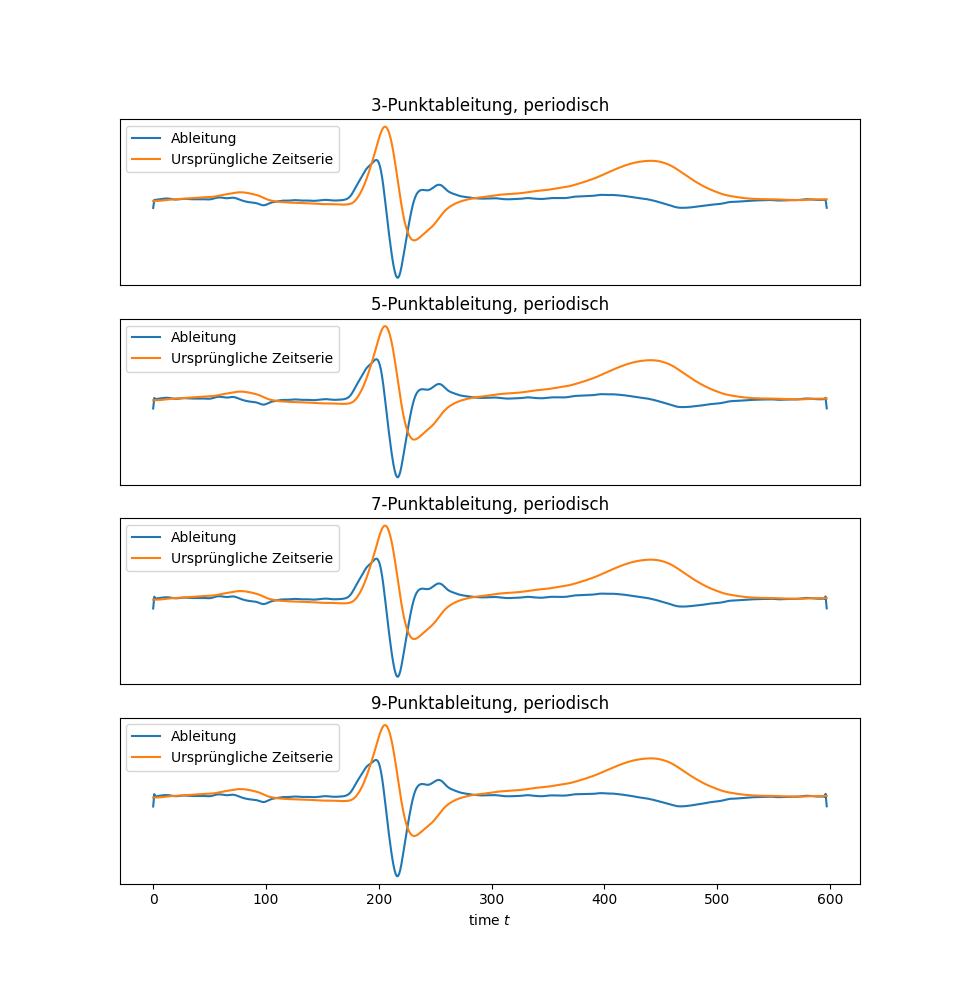 3-Punktableitung, periodisch
Ableitung
Ursprüngliche Zeitserie
5-Punktableitung, periodisch
Ableitung
Ursprüngliche Zeitserie
7-Punktableitung, periodisch
Ableitung
Ursprüngliche Zeitserie
9-Punktableitung, periodisch
Ableitung
Ursprüngliche Zeitserie
0 100 200 300 400 500 600
time t